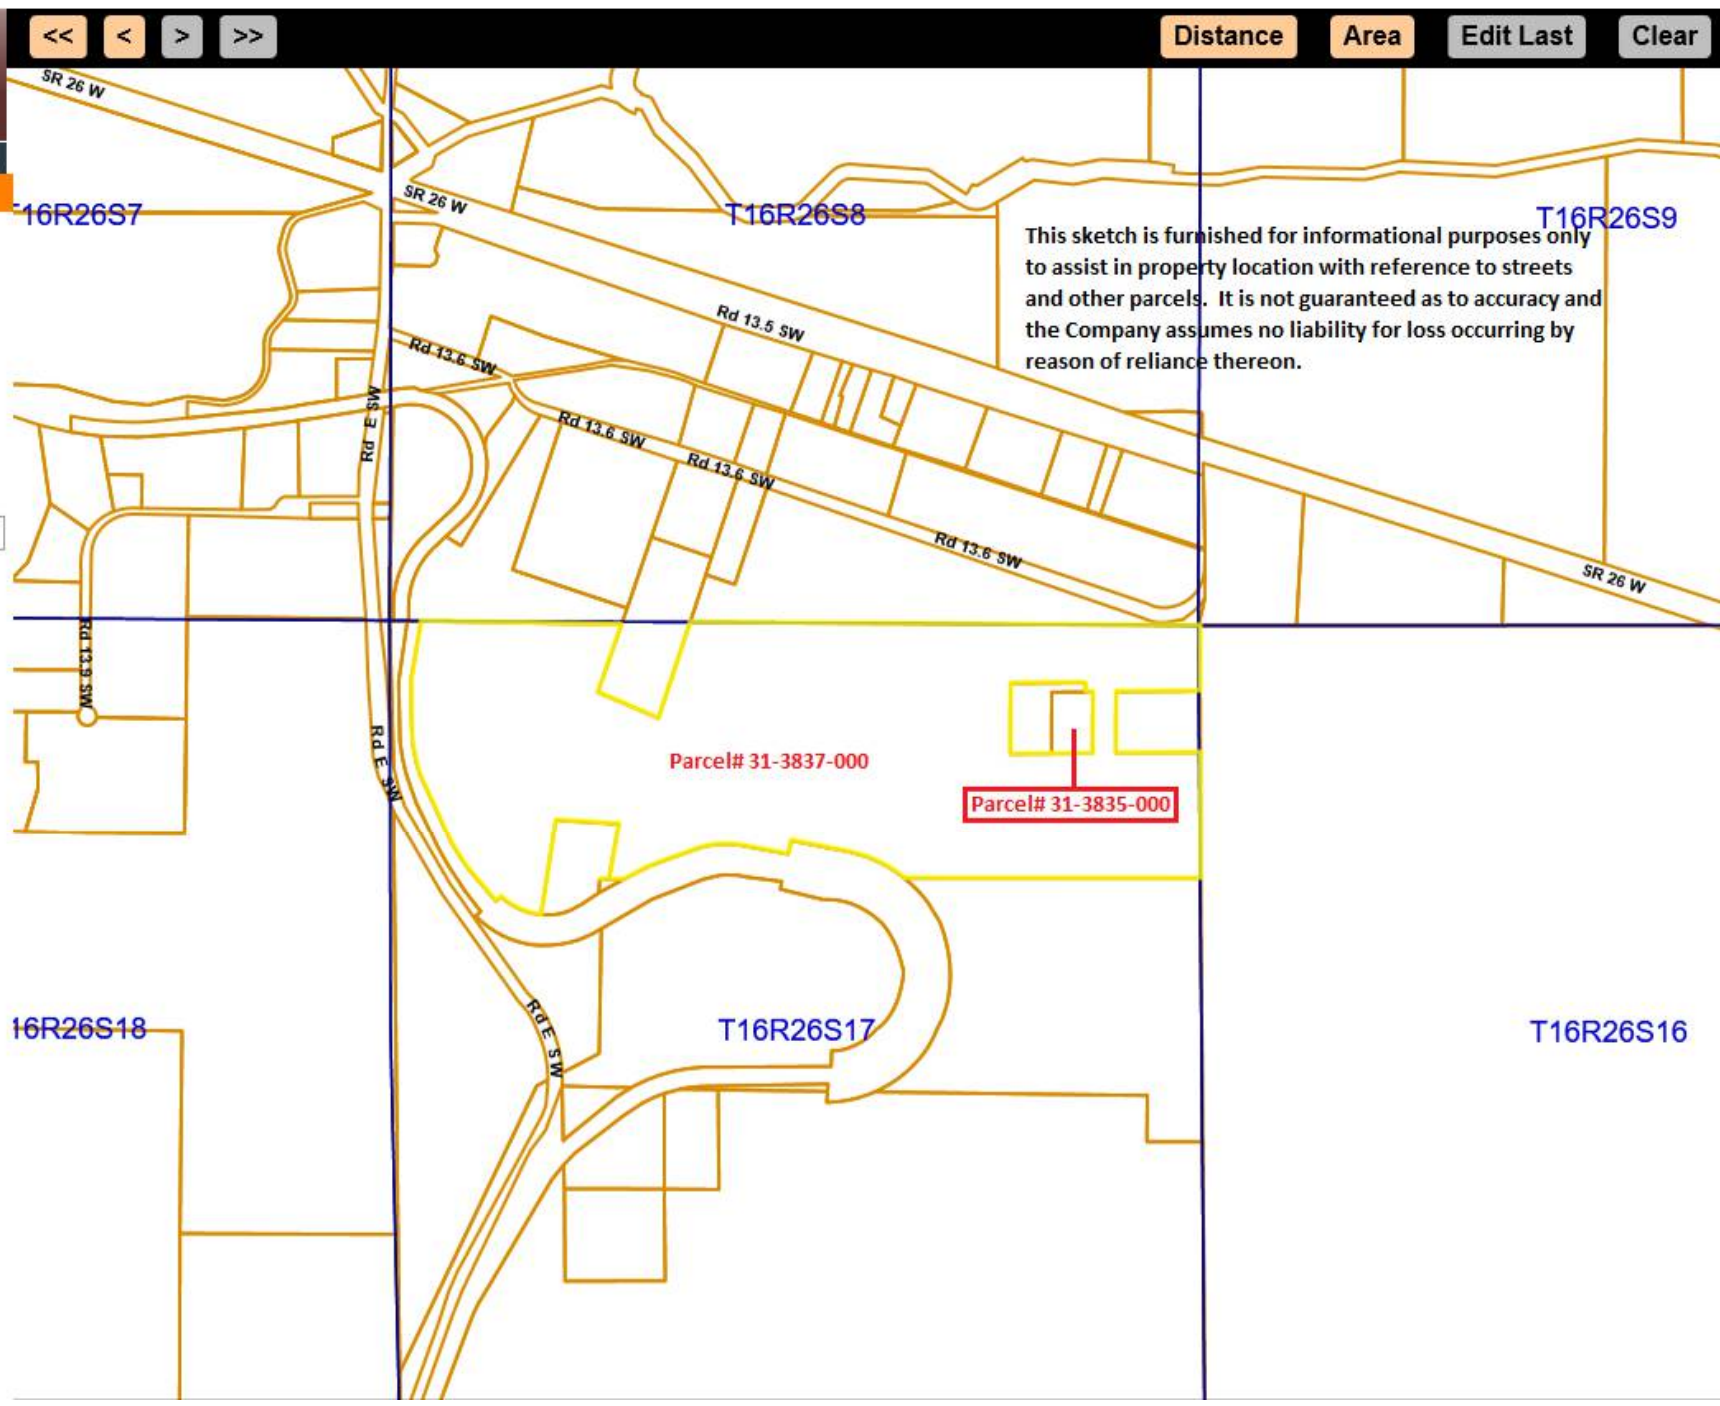 << < > >> Distance Area Edit Last Clear
SR 26 W
SR 26 W
T16R26S7
T16R26S8
T16R26S9
This sketch is furnished for informational purposes only
to assist in property location with reference to streets
and other parcels.  It is not guaranteed as to accuracy and
the Company assumes no liability for loss occurring by
reason of reliance thereon.
Rd 13.5 SW
Rd 13.6 SW
Rd E SW
Rd 13.6 SW
Rd 13.6 SW
Rd 13.6 SW
SR 26 W
Rd 13.9 SW
Rd E SW
Parcel# 31-3837-000
Parcel# 31-3835-000
Rd E SW
16R26S18
T16R26S17
T16R26S16